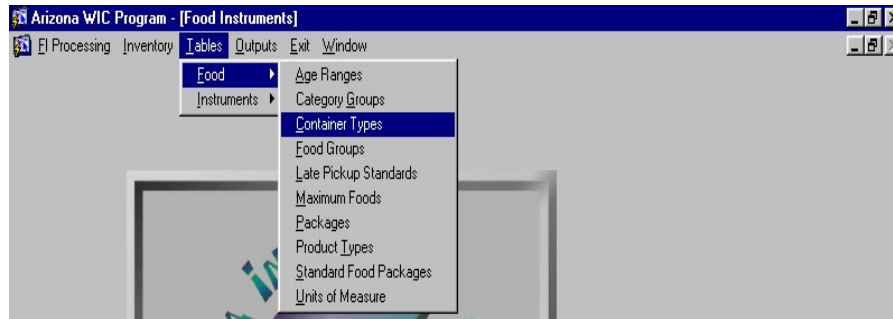 Arizona WIC Program - [Food Instruments]
FI Processing Inventory Tables Outputs Exit Window
Food
Instruments
Age Ranges
Category Groups
Container Types
Food Groups
Late Pickup Standards
Maximum Foods
Packages
Product Types
Standard Food Packages
Units of Measure